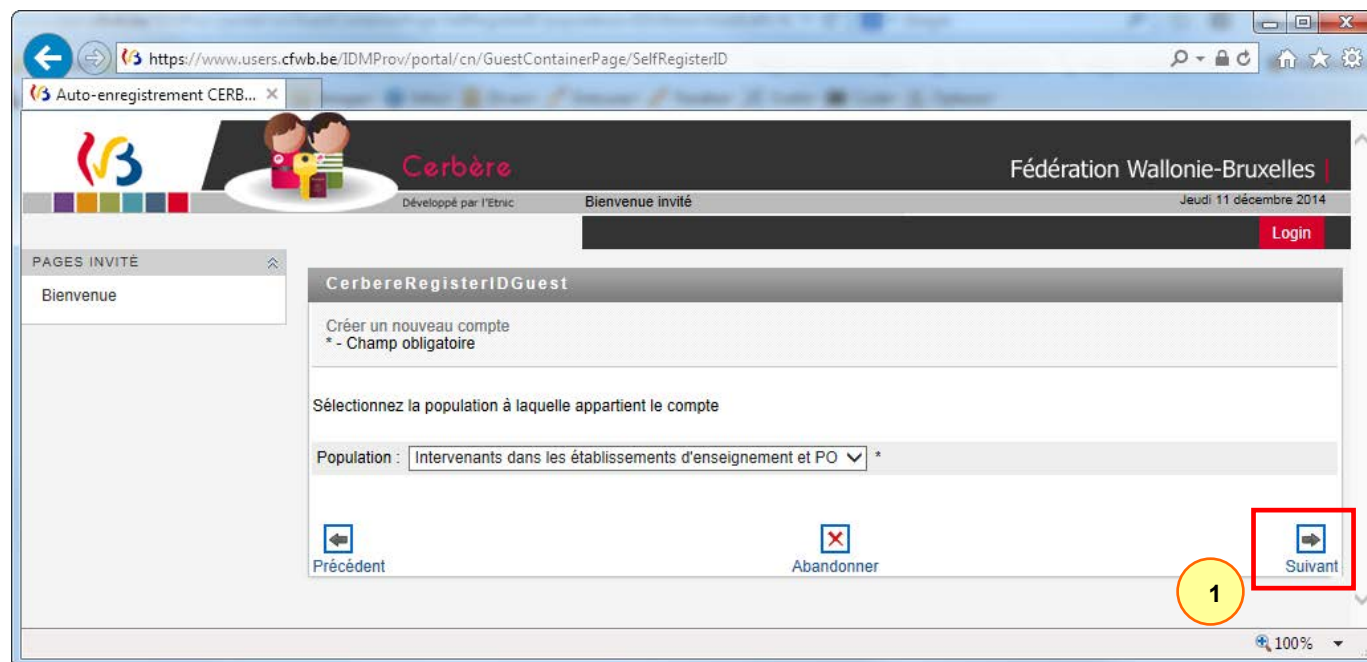 https://www.users.cfwb.be/IDMProv/portal/cn/GuestContainerPage/SelfRegisterID
Auto-enregistrement CERB...
Cerbère
Fédération Wallonie-Bruxelles
Développé par l'Etnic
Bienvenue invité
Jeudi 11 décembre 2014
Login
PAGES INVITÉ
Bienvenue
CerbereRegisterIDGuest
Créer un nouveau compte
* - Champ obligatoire
Sélectionnez la population à laquelle appartient le compte
Population : Intervenants dans les établissements d'enseignement et PO *
Précédent
Abandonner
Suivant
1
100%